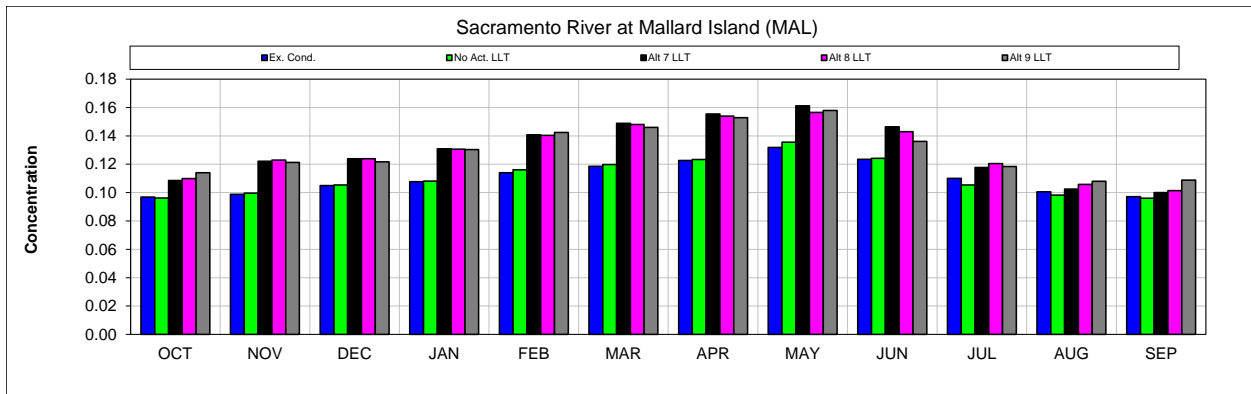 Sacramento River at Mallard Island (MAL)
Ex. Cond. No Act. LLT Alt 7 LLT Alt 8 LLT Alt 9 LLT
Concentration
0.18
0.16
0.14
0.12
0.10
0.08
0.06
0.04
0.02
0.00
OCT NOV DEC JAN FEB MAR APR MAY JUN JUL AUG SEP